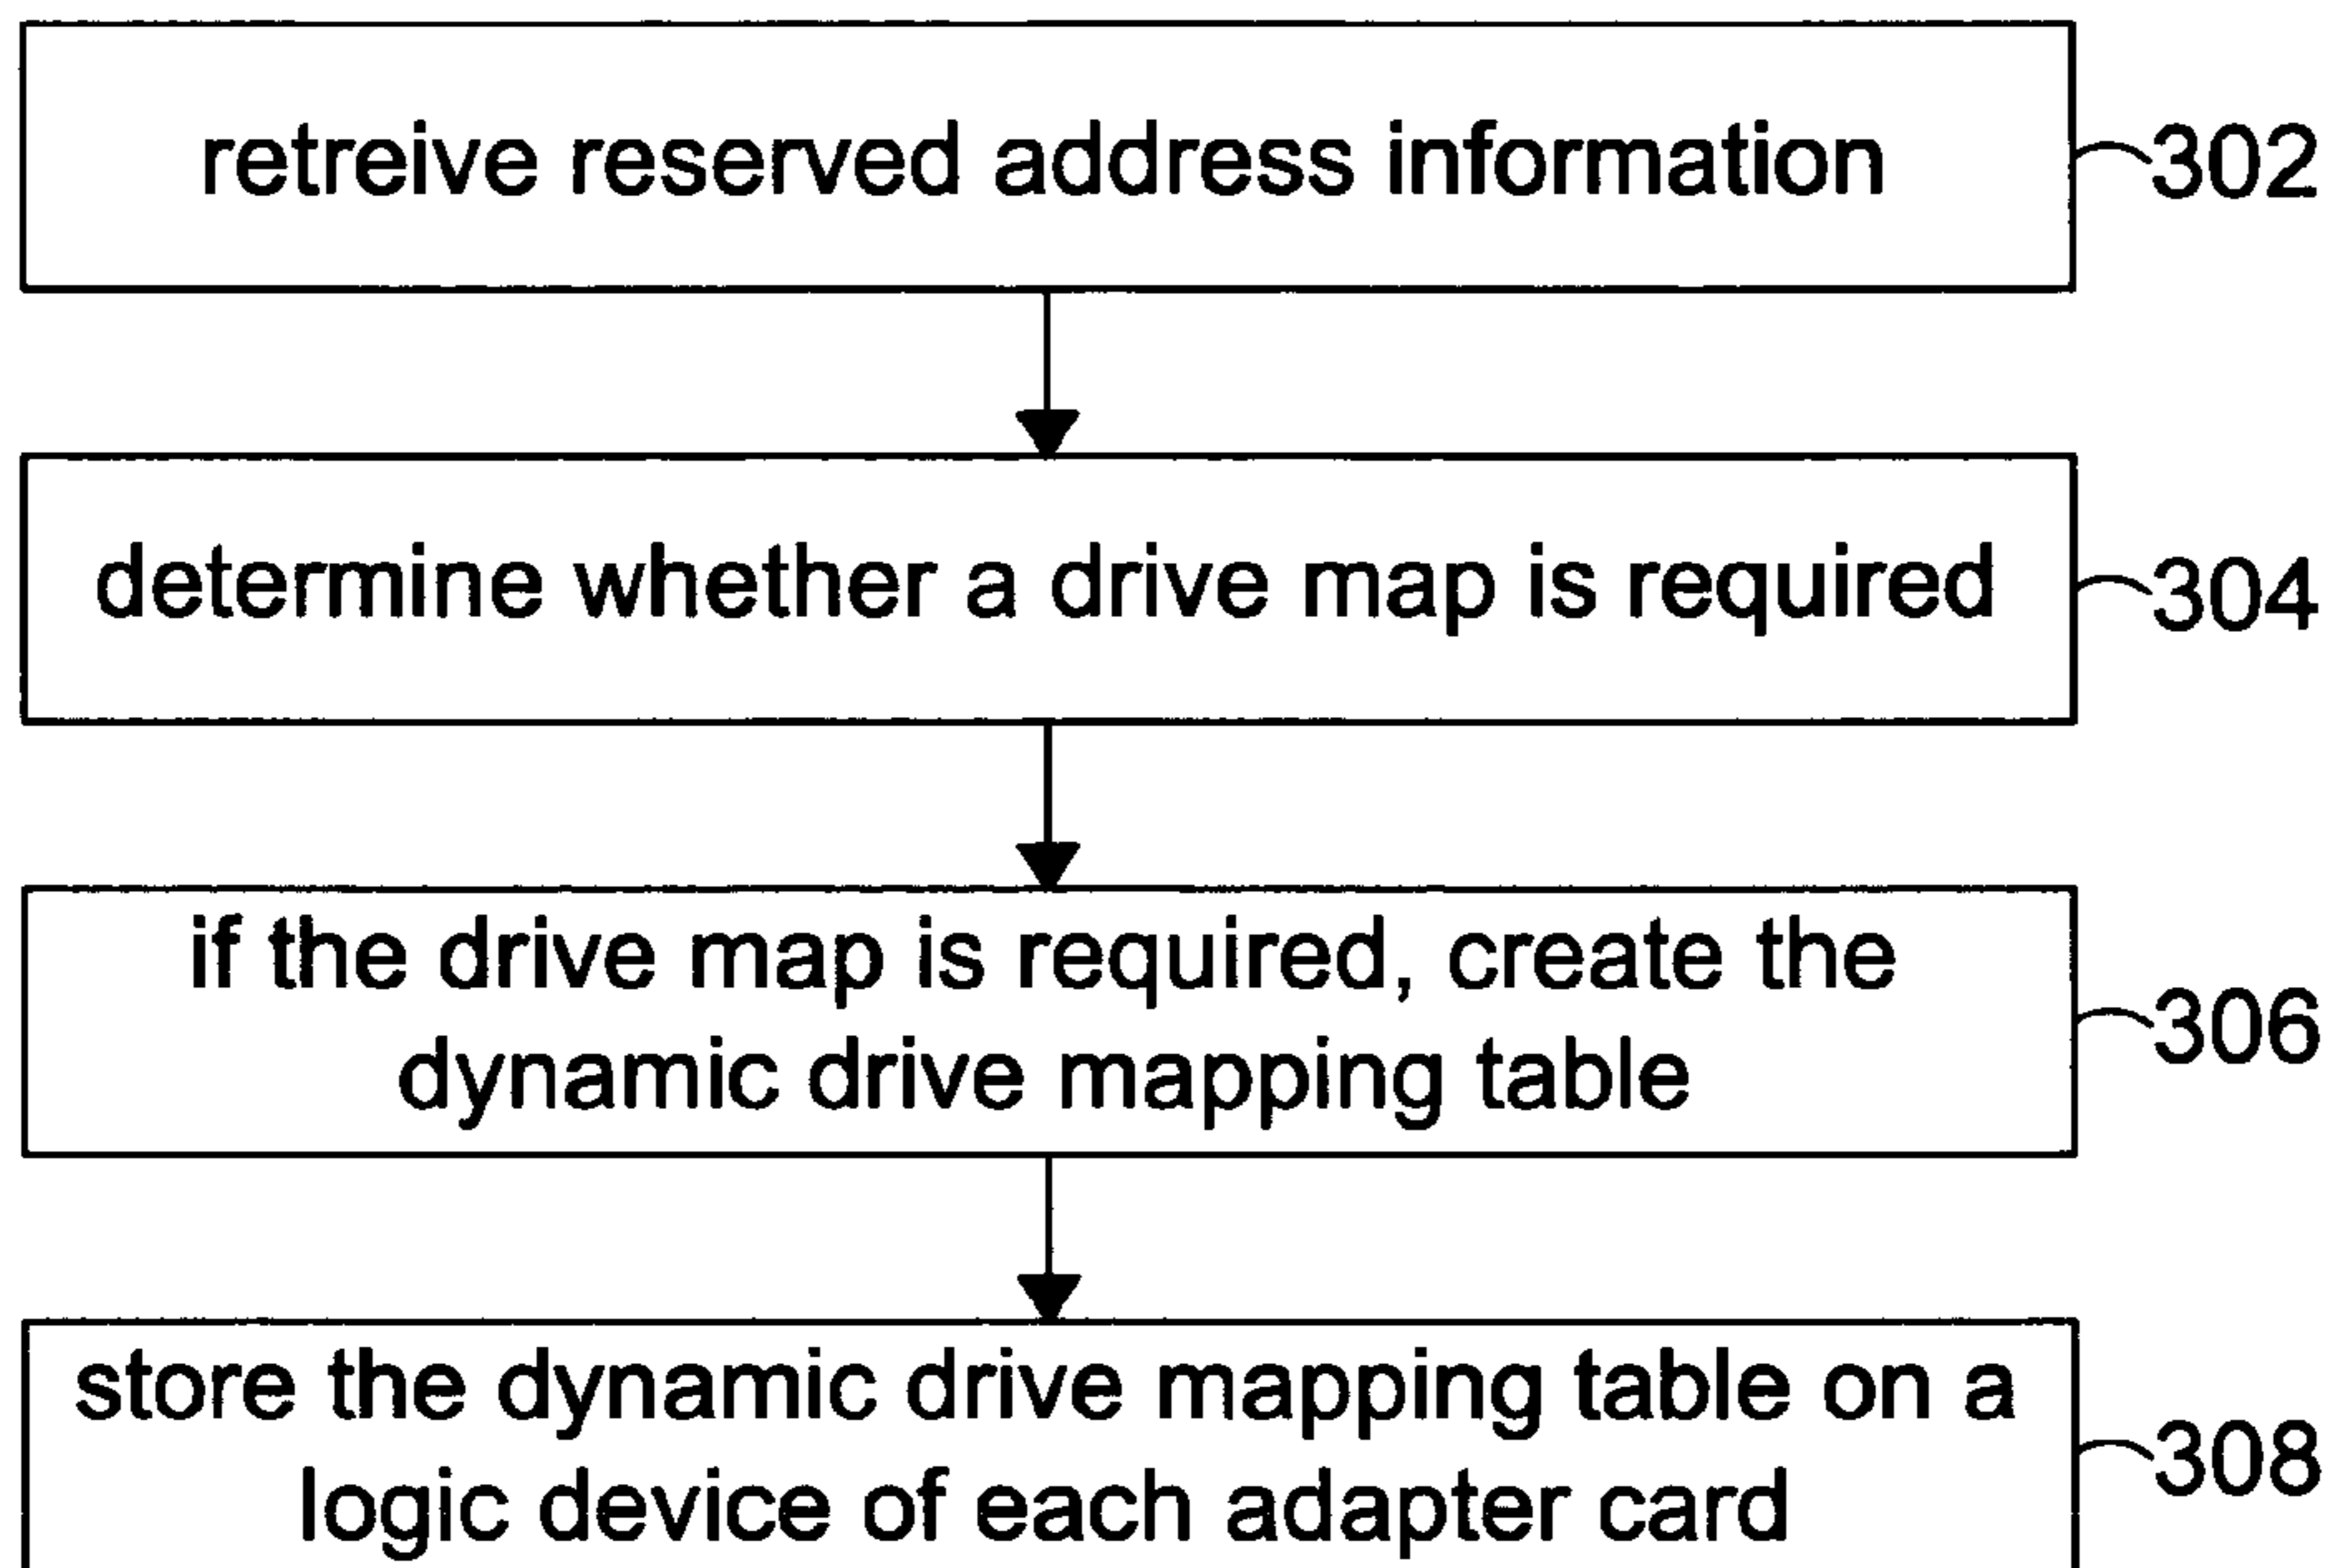 retreive reserved address information
302
determine whether a drive map is required
304
if the drive map is required, create the
dynamic drive mapping table
306
store the dynamic drive mapping table on a
logic device of each adapter card
308